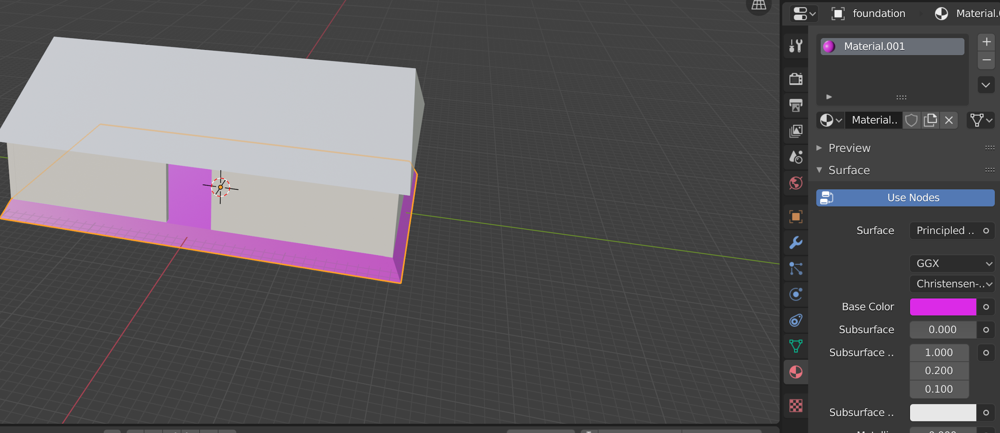 foundation
Material.
Material.001
Material..
Preview
Surface
Use Nodes
Surface Principled ..
GGX
Christensen-..
Base Color
Subsurface 0.000
Subsurface .. 1.000
0.200
0.100
Subsurface ..